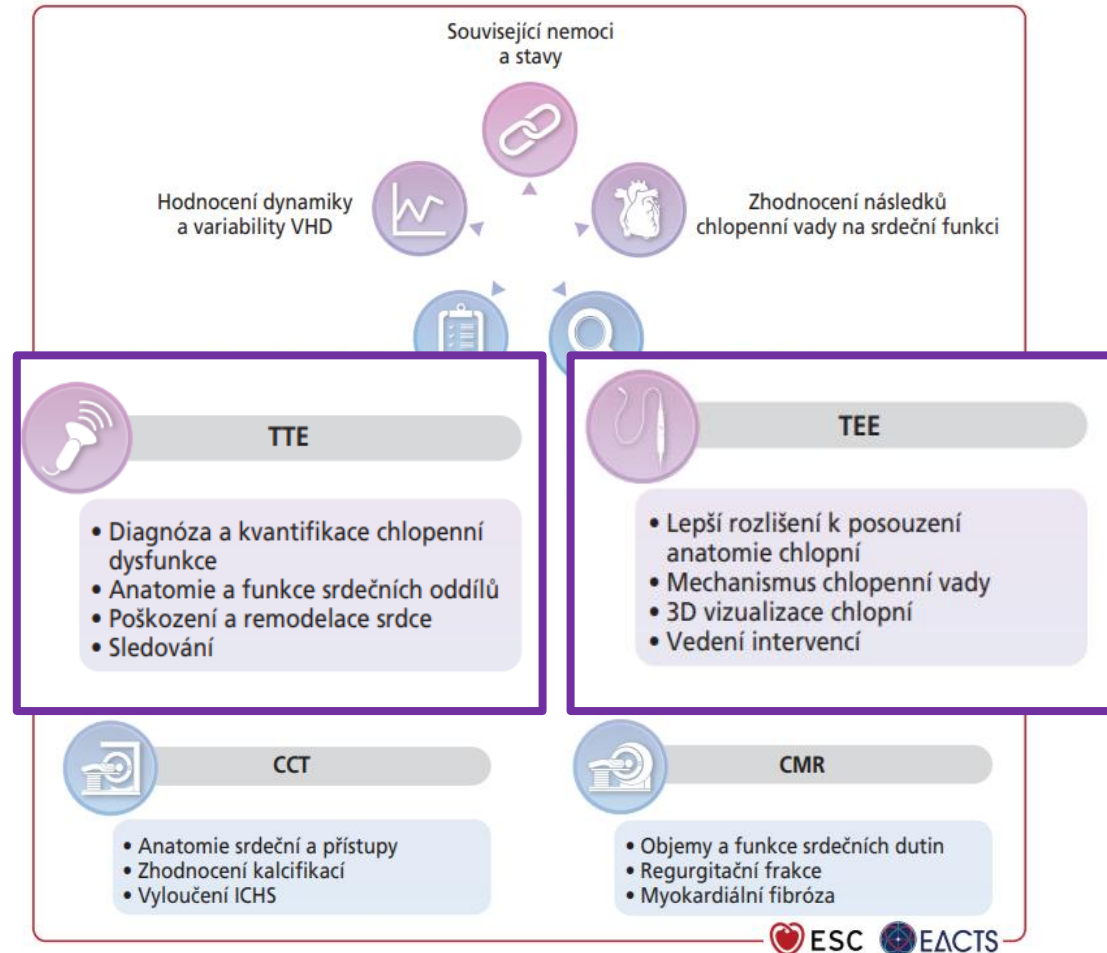 Související nemoci
a stavy
Hodnocení dynamiky
a variability VHD
Zhodnocení následků
chlopenní vady na srdeční funkci
TTE
• Diagnóza a kvantifikace chlopenní
dysfunkce
• Anatomie a funkce srdečních oddílů
• Poškození a remodelace srdce
• Sledování
TEE
• Lepší rozlišení k posouzení
anatomie chlopní
• Mechanismus chlopenní vady
• 3D vizualizace chlopní
• Vedení intervencí
CCT
• Anatomie srdeční a přístupy
• Zhodnocení kalcifikací
• Vyloučení ICHS
CMR
• Objemy a funkce srdečních dutin
• Regurgitační frakce
• Myokardiální fibróza
ESC EACTS